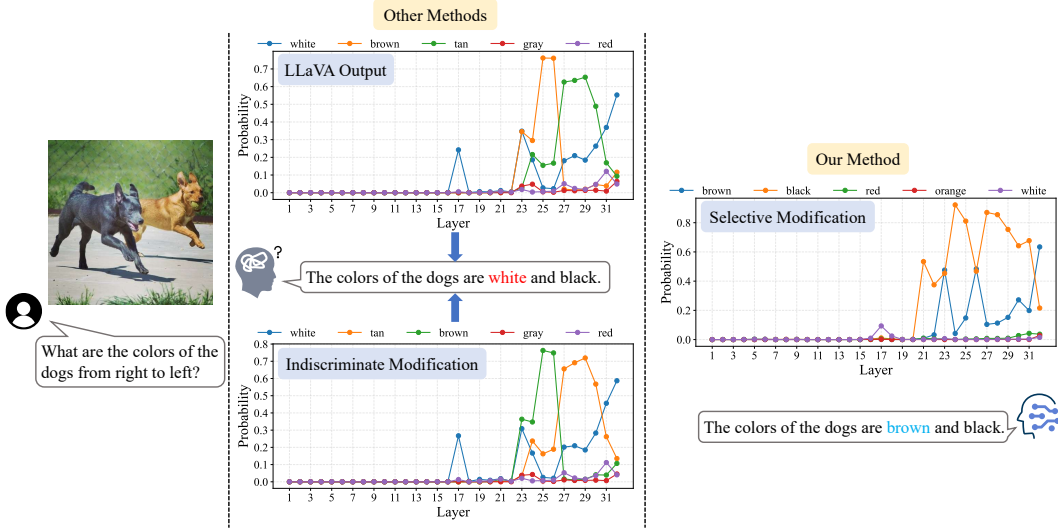 Other Methods
white brown tan gray red
LLaVA Output
Probability
0.7
0.6
0.5
0.4
0.3
0.2
0.1
0.0
1 3 5 7 9 11 13 15 17 19 21 23 25 27 29 31
Layer
?
The colors of the dogs are white and black.
What are the colors of the
dogs from right to left?
white tan brown gray red
Indiscriminate Modification
Probability
0.8
0.7
0.6
0.5
0.4
0.3
0.2
0.1
0.0
1 3 5 7 9 11 13 15 17 19 21 23 25 27 29 31
Layer
Our Method
brown black red orange white
Selective Modification
Probability
0.8
0.6
0.4
0.2
0.0
1 3 5 7 9 11 13 15 17 19 21 23 25 27 29 31
Layer
The colors of the dogs are brown and black.